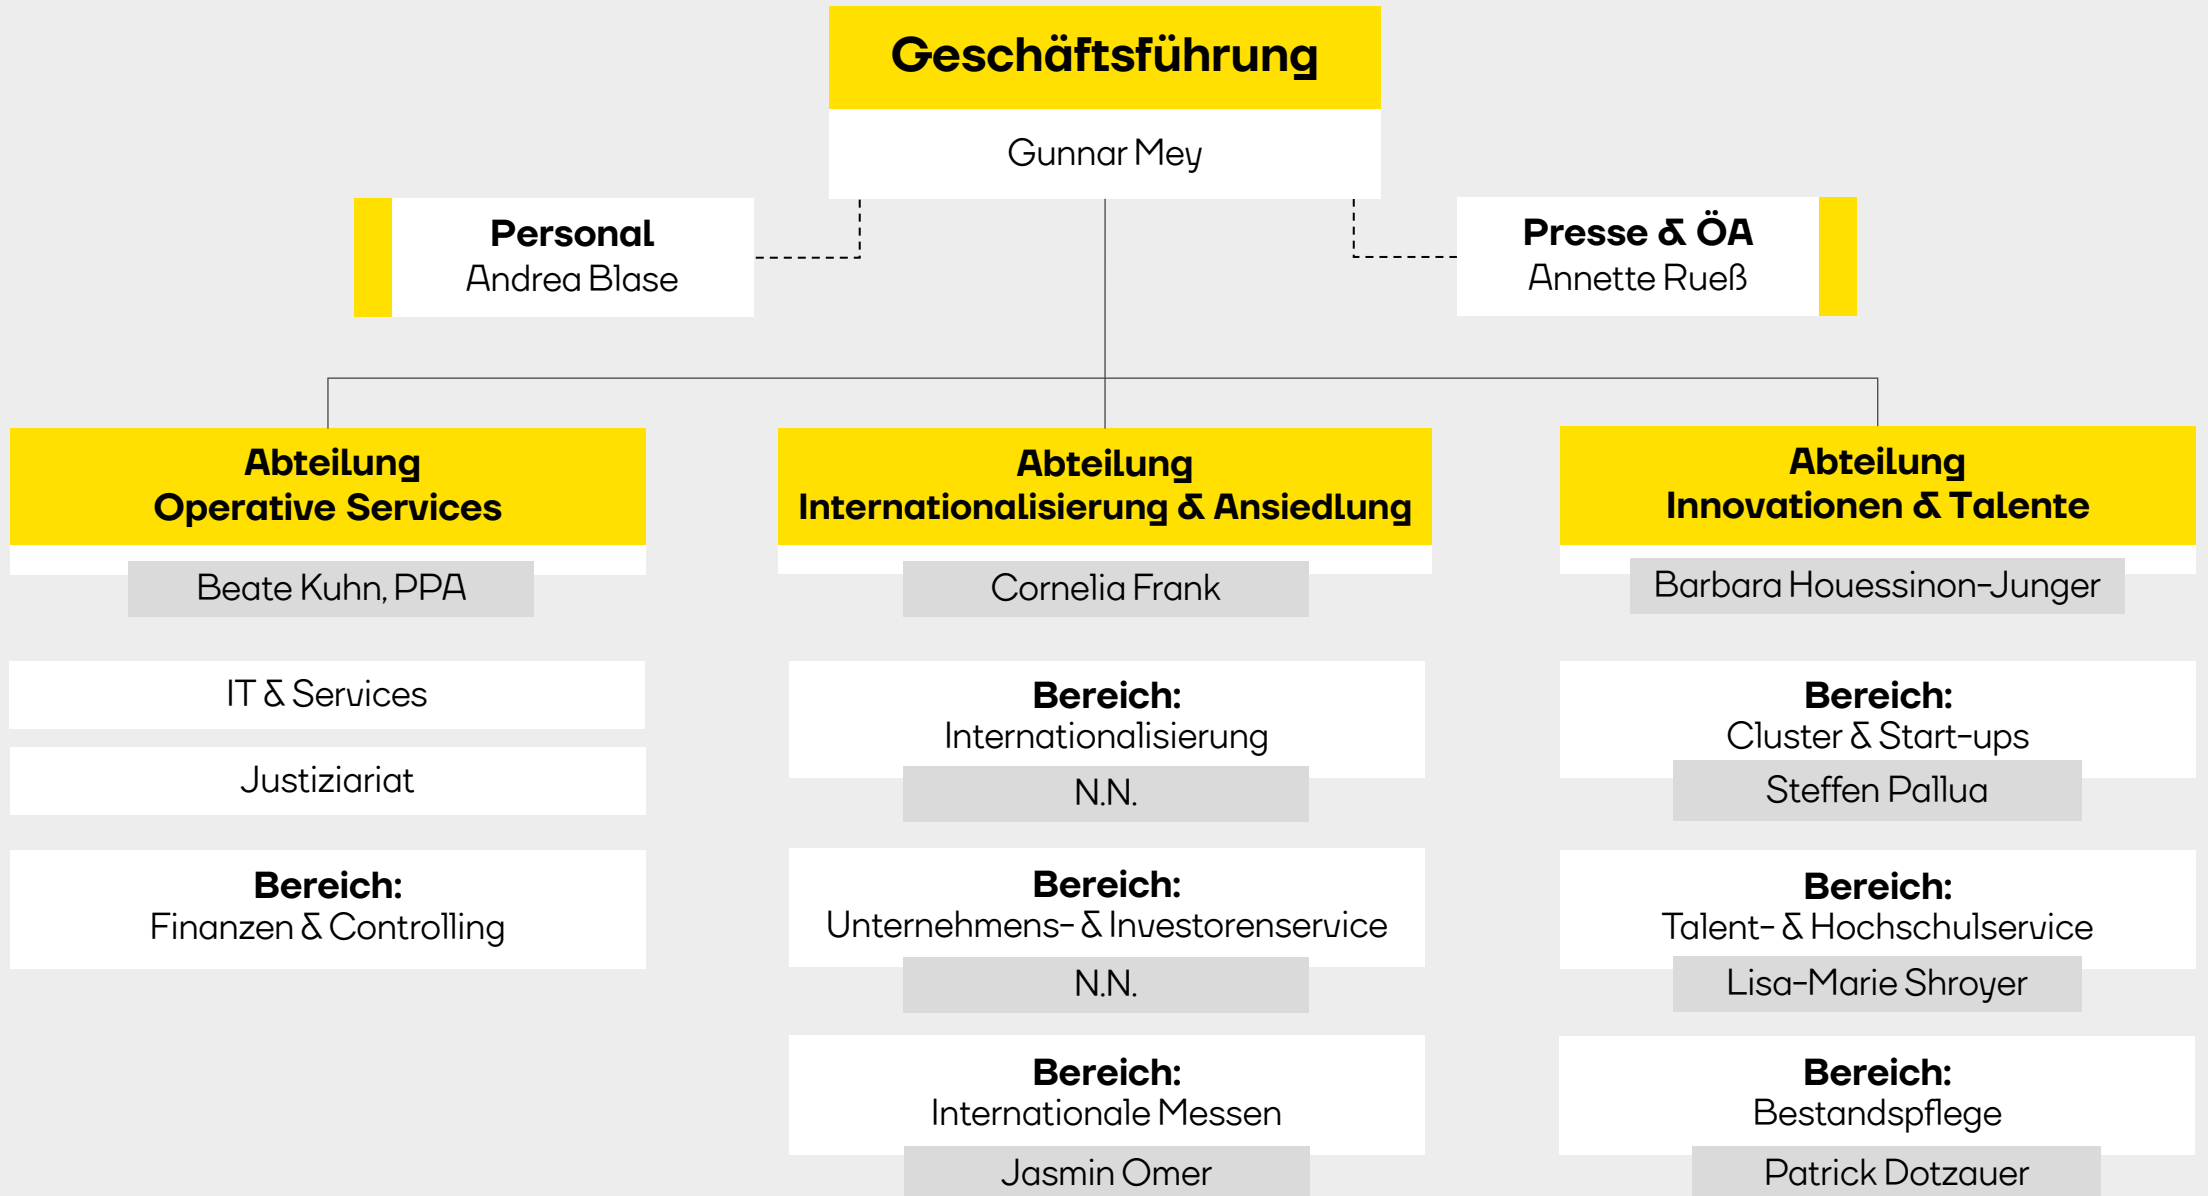 Geschäftsführung
Gunnar Mey
Personal
Andrea Blase
Presse & ÖA
Annette Rueß
Abteilung
Operative Services
Beate Kuhn, PPA
IT & Services
Justiziariat
Bereich:
Finanzen & Controlling
Abteilung
Internationalisierung & Ansiedlung
Cornelia Frank
Bereich:
Internationalisierung
N.N.
Bereich:
Unternehmens- & Investorenservice
N.N.
Bereich:
Internationale Messen
Jasmin Omer
Abteilung
Innovationen & Talente
Barbara Houessinon-Junger
Bereich:
Cluster & Start-ups
Steffen Pallua
Bereich:
Talent- & Hochschulservice
Lisa-Marie Shroyer
Bereich:
Bestandspflege
Patrick Dotzauer